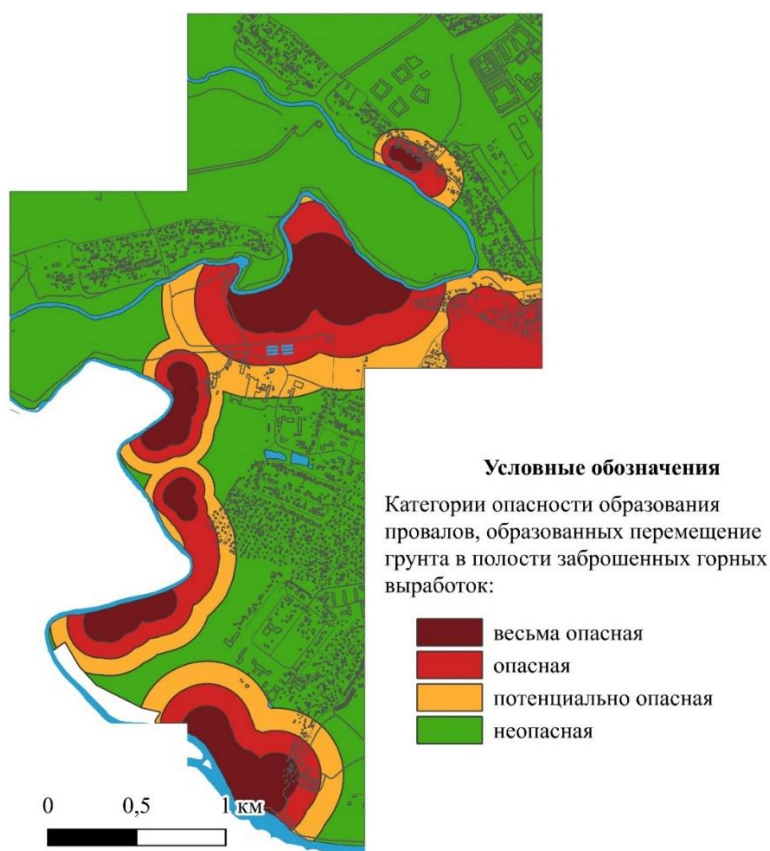 Условные обозначения
Категории опасности образования
провалов, образованных перемещение
грунта в полости заброшенных горных
выработок:
весьма опасная
опасная
потенциально опасная
неопасная
0 0,5 1 км